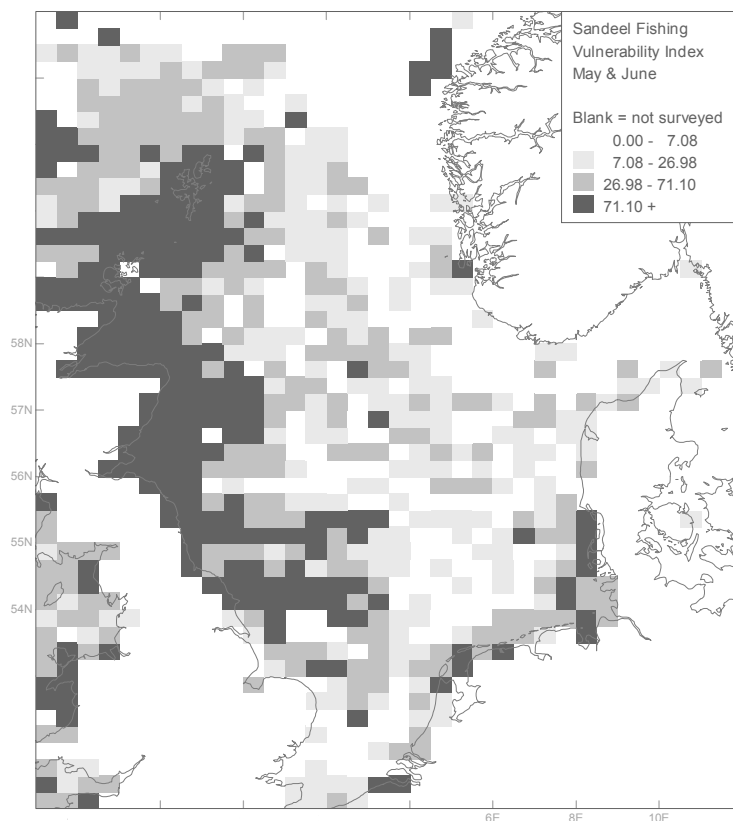 Sandeel Fishing
Vulnerability Index
May & June
Blank = not surveyed
0.00 - 7.08
7.08 - 26.98
26.98 - 71.10
71.10 +
58N
57N
56N
55N
54N
6E 8E 10E